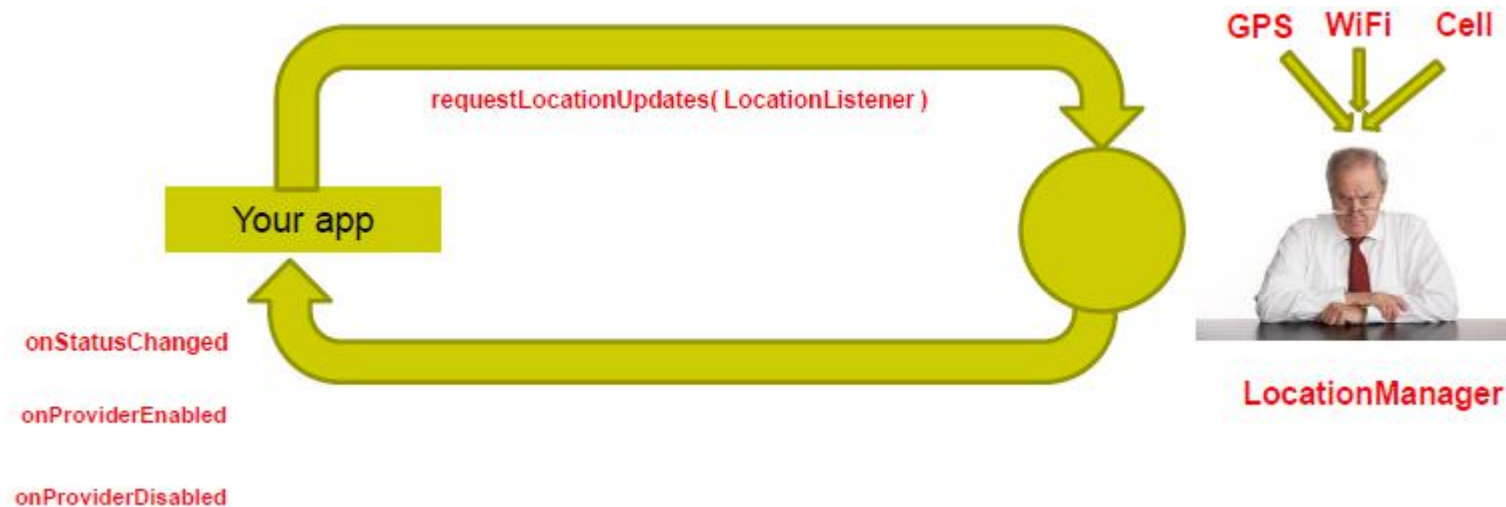 GPS WiFi Cell
requestLocationUpdates( LocationListener )
Your app
onStatusChanged
LocationManager
onProviderEnabled
onProviderDisabled